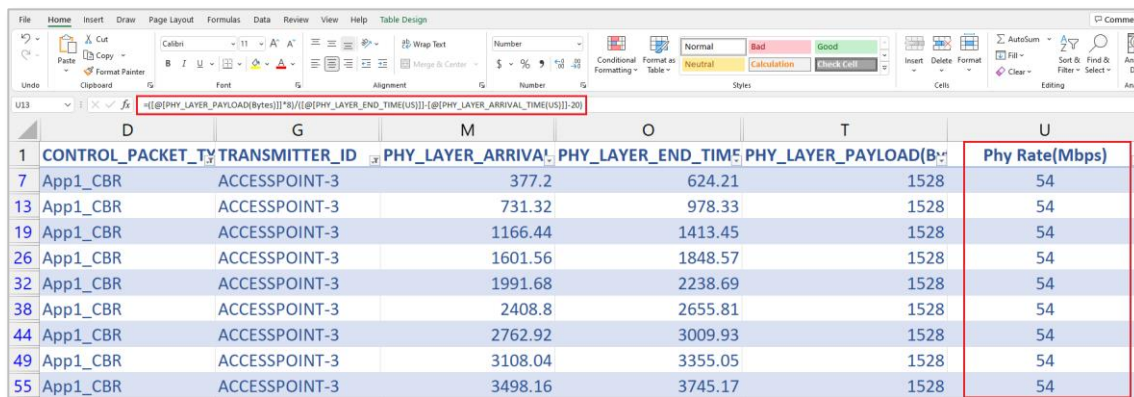 File Home Insert Draw Page Layout Formulas Data Review View Help Table Design Comme
Cut Calibri 11 A A Wrap Text Number Normal Bad Good AutoSum
Paste Copy Fill
Format Painter B I U A Merge & Center $ % Conditional Formatting Format as Table Neutral Calculation Check Cell Insert Delete Format Clear Sort & Filter Find & Select
Undo Clipboard Font Alignment Number Styles Cells Editing
U13 fx =([@[PHY_LAYER_PAYLOAD(Bytes)]]*8)/([@[PHY_LAYER_END_TIME(US)]]-[@[PHY_LAYER_ARRIVAL_TIME(US)]]-20)
D G M O T U
1 CONTROL_PACKET_TY TRANSMITTER_ID PHY_LAYER_ARRIVAL PHY_LAYER_END_TIME PHY_LAYER_PAYLOAD(By Phy Rate(Mbps)
7 App1_CBR ACCESSPOINT-3 377.2 624.21 1528 54
13 App1_CBR ACCESSPOINT-3 731.32 978.33 1528 54
19 App1_CBR ACCESSPOINT-3 1166.44 1413.45 1528 54
26 App1_CBR ACCESSPOINT-3 1601.56 1848.57 1528 54
32 App1_CBR ACCESSPOINT-3 1991.68 2238.69 1528 54
38 App1_CBR ACCESSPOINT-3 2408.8 2655.81 1528 54
44 App1_CBR ACCESSPOINT-3 2762.92 3009.93 1528 54
49 App1_CBR ACCESSPOINT-3 3108.04 3355.05 1528 54
55 App1_CBR ACCESSPOINT-3 3498.16 3745.17 1528 54